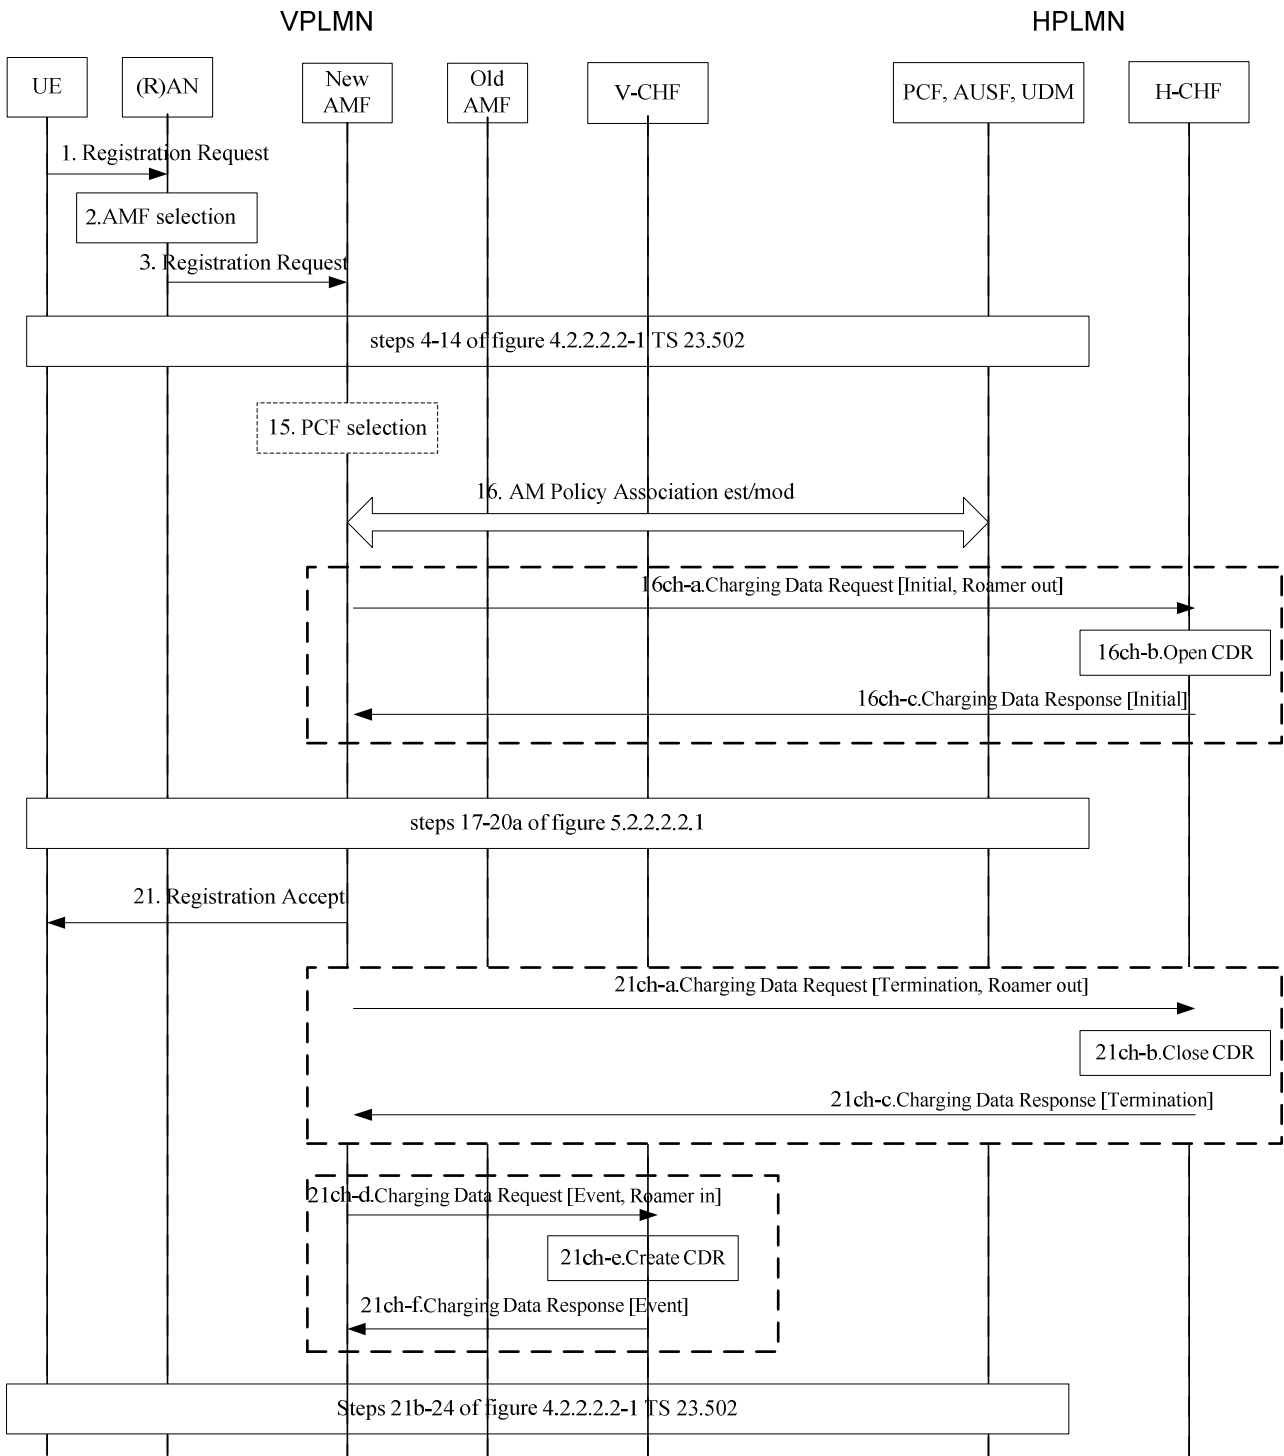 VPLMN
HPLMN
UE
(R)AN
New
AMF
Old
AMF
V-CHF
PCF, AUSF, UDM
H-CHF
1. Registration Request
2.AMF selection
3. Registration Request
steps 4-14 of figure 4.2.2.2.2-1 TS 23.502
15. PCF selection
16. AM Policy Association est/mod
16ch-a.Charging Data Request [Initial, Roamer out]
16ch-b.Open CDR
16ch-c.Charging Data Response [Initial]
steps 17-20a of figure 5.2.2.2.2.1
21. Registration Accept
21ch-a.Charging Data Request [Termination, Roamer out]
21ch-b.Close CDR
21ch-c.Charging Data Response [Termination]
21ch-d.Charging Data Request [Event, Roamer in]
21ch-e.Create CDR
21ch-f.Charging Data Response [Event]
Steps 21b-24 of figure 4.2.2.2.2-1 TS 23.502